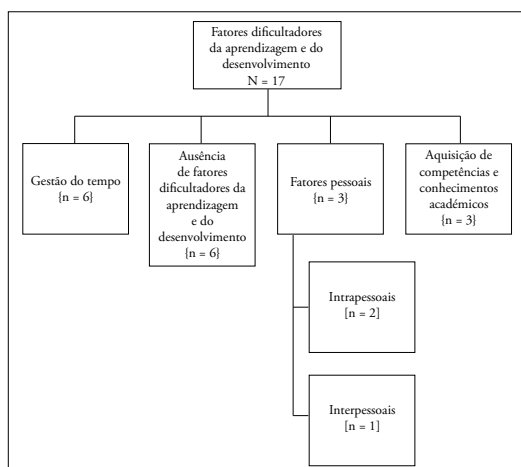 Fatores dificultadores
da aprendizagem e do
desenvolvimento
N = 17
Gestão do tempo
{n = 6}
Ausência
de fatores
dificultadores da
aprendizagem
e do
desenvolvimento
{n = 6}
Fatores pessoais
{n = 3}
Aquisição de
competências e
conhecimentos
académicos
{n = 3}
Intrapessoais
[n = 2]
Interpessoais
[n = 1]